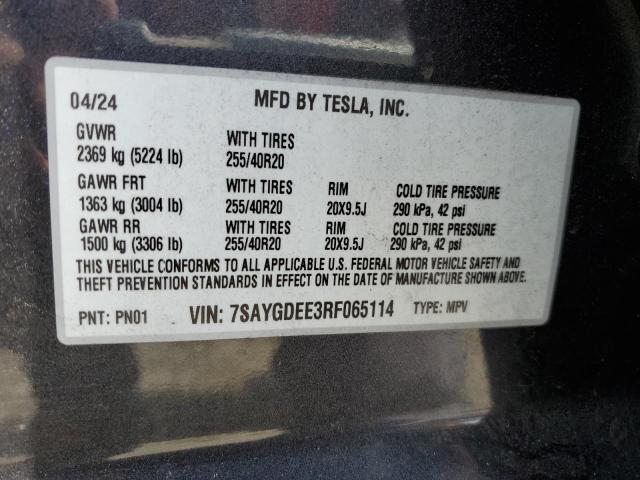 04/24 MFD BY TESLA, INC.
GVWR WITH TIRES
2369 kg (5224 lb) 255/40R20
GAWR FRT WITH TIRES RIM COLD TIRE PRESSURE
1363 kg (3004 lb) 255/40R20 20X9.5J 290 kPa, 42 psi
GAWR RR WITH TIRES RIM COLD TIRE PRESSURE
1500 kg (3306 lb) 255/40R20 20X9.5J 290 kPa, 42 psi
THIS VEHICLE CONFORMS TO ALL APPLICABLE U.S. FEDERAL MOTOR VEHICLE SAFETY AND
THEFT PREVENTION STANDARDS IN EFFECT ON THE DATE OF MANUFACTURE SHOWN ABOVE.
PNT: PN01 VIN: 7SAYGDEE3RF065114 TYPE: MPV